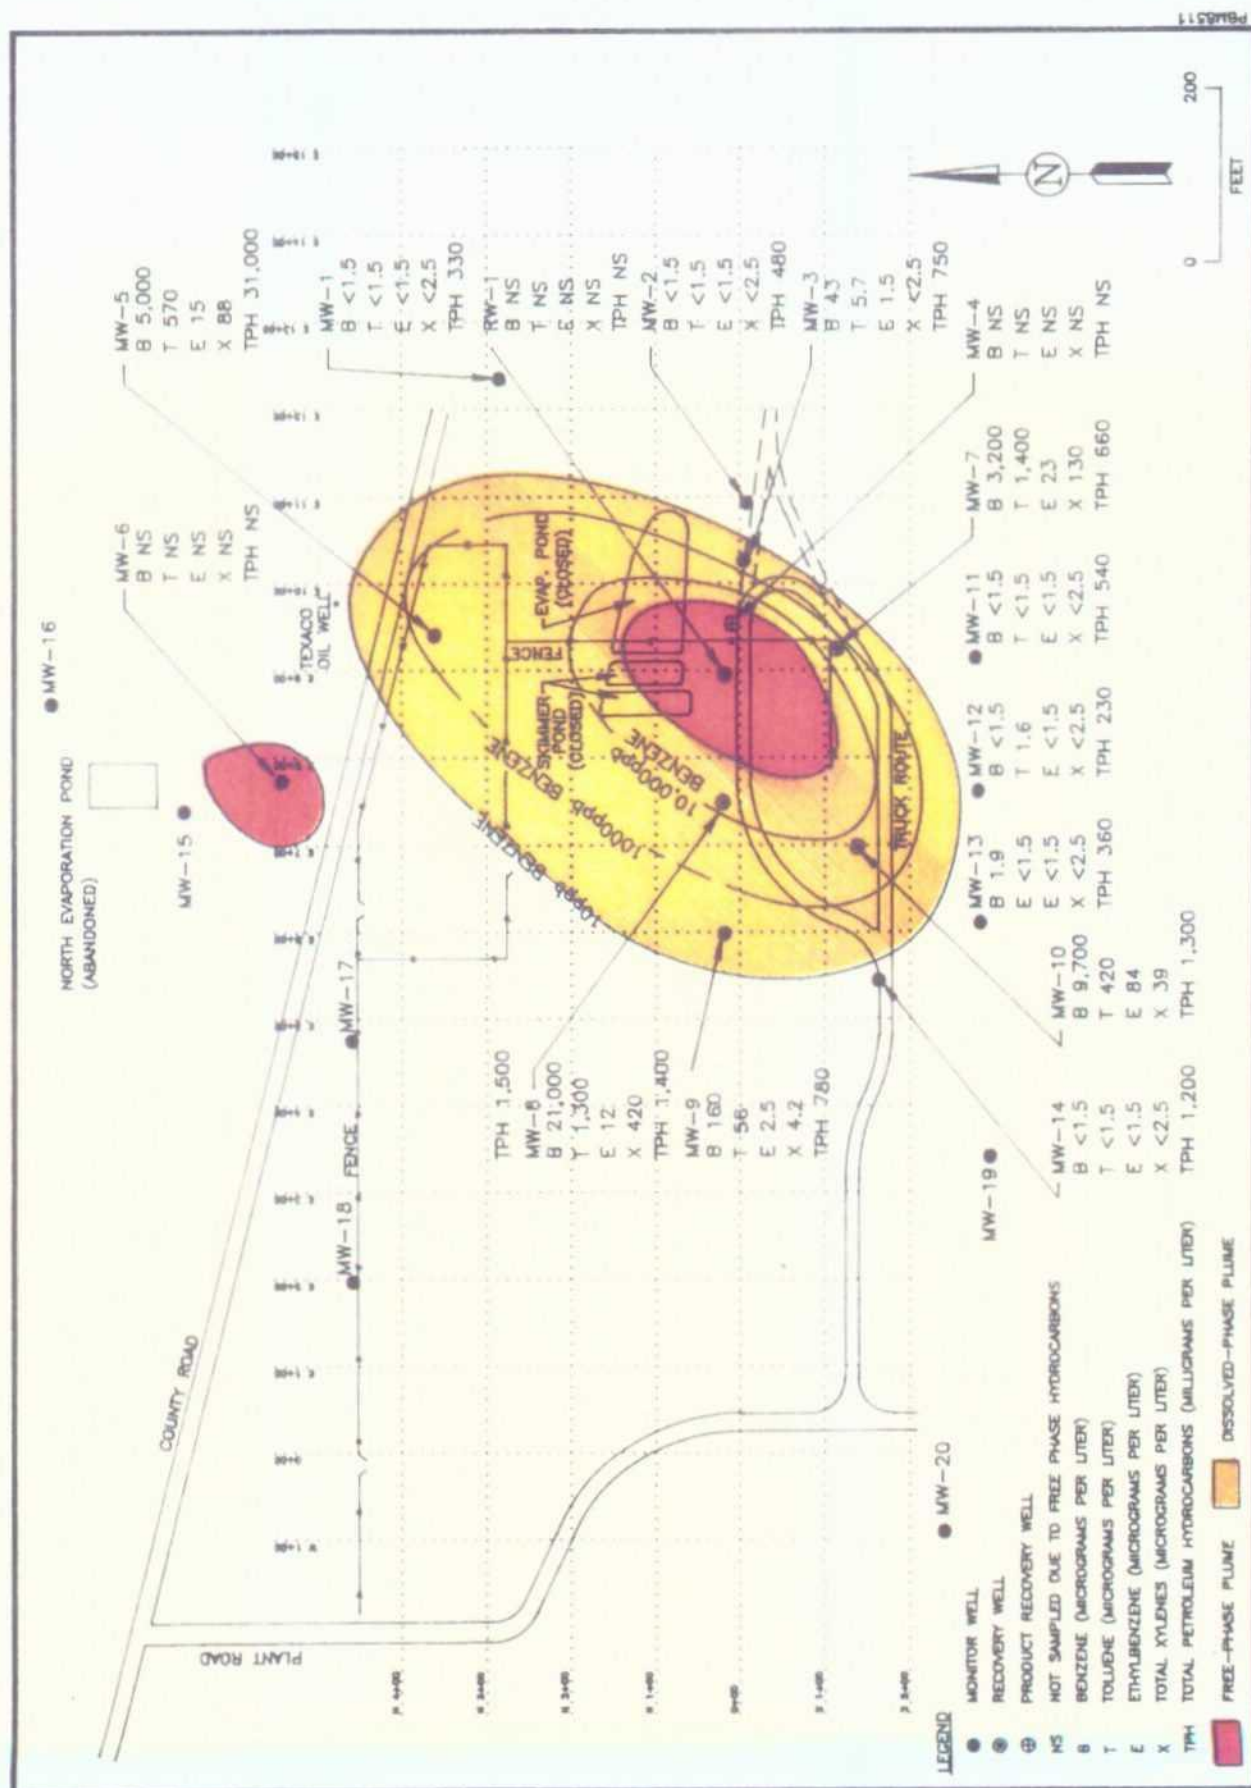 PBM8511
NORTH EVAPORATION POND
(ABANDONED)
MW-16
MW-15
MW-6
B NS
T NS
E NS
X NS
TPH NS
MW-5
B 5,000
T 570
E 15
X 88
TPH 31,000
MW-1
B <1.5
T <1.5
E <1.5
X <2.5
TPH 330
RW-1
B NS
T NS
E NS
X NS
TPH NS
MW-2
B <1.5
T <1.5
E <1.5
X <2.5
TPH 480
MW-3
B 43
T 5.7
E 1.5
X <2.5
TPH 750
MW-4
B NS
T NS
E NS
X NS
TPH NS
MW-7
B 3,200
T 1,400
E 23
X 130
TPH 660
MW-11
B <1.5
T <1.5
E <1.5
X <2.5
TPH 540
MW-12
B <1.5
T 1.6
E <1.5
X <2.5
TPH 230
MW-13
B 1.9
E <1.5
E <1.5
X <2.5
TPH 360
MW-10
B 9,700
T 420
E 84
X 39
TPH 1,300
MW-14
B <1.5
T <1.5
E <1.5
X <2.5
TPH 1,200
TPH 1,500
MW-8
B 21,000
T 1,300
E 12
X 420
TPH 1,400
MW-9
B 160
T 56
E 2.5
X 4.2
TPH 780
MW-17
MW-18
FENCE
MW-19
MW-20
COUNTY ROAD
PLANT ROAD
TEXACO
OIL WELL
EVAP. POND
(CLOSED)
FENCE
SKIMMER
POND
(CLOSED)
10ppb BENZENE
1000ppb BENZENE
10,000ppb
BENZENE
TRUCK ROUTE
N
0
200
FEET
LEGEND
MONITOR WELL
RECOVERY WELL
PRODUCT RECOVERY WELL
NS NOT SAMPLED DUE TO FREE PHASE HYDROCARBONS
B BENZENE (MICROGRAMS PER LITER)
T TOLUENE (MICROGRAMS PER LITER)
E ETHYLBENZENE (MICROGRAMS PER LITER)
X TOTAL XYLENES (MICROGRAMS PER LITER)
TPH TOTAL PETROLEUM HYDROCARBONS (MILLIGRAMS PER LITER)
FREE-PHASE PLUME
DISSOLVED-PHASE PLUME